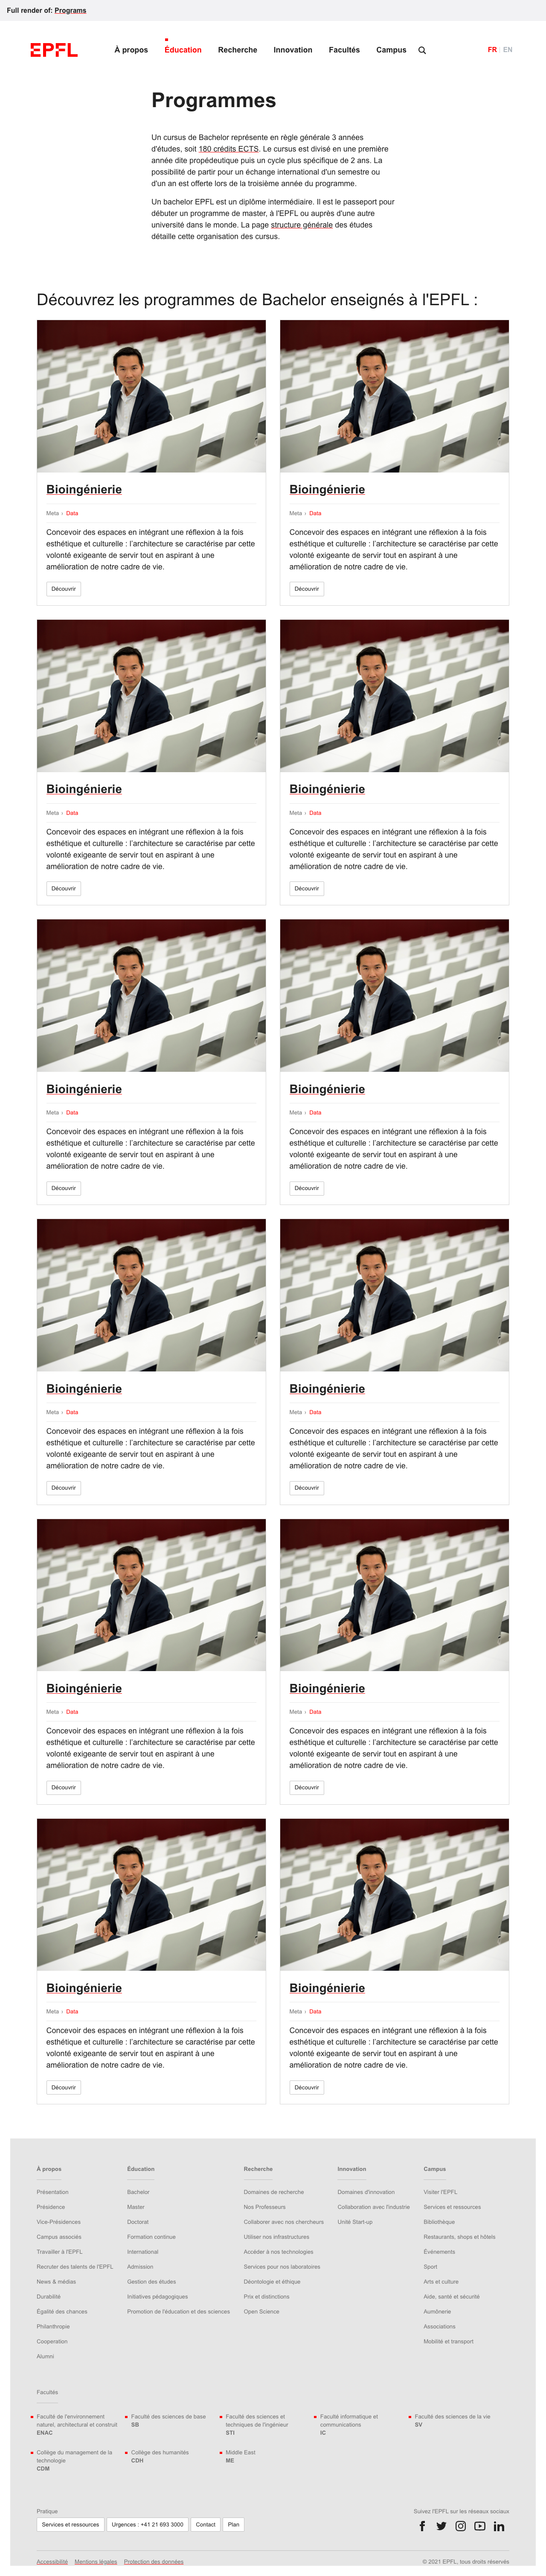 Full render of: Programs
EPFL
À propos Éducation Recherche Innovation Facultés Campus
FR EN
Programmes
Un cursus de Bachelor représente en règle générale 3 années
d'études, soit 180 crédits ECTS. Le cursus est divisé en une première
année dite propédeutique puis un cycle plus spécifique de 2 ans. La
possibilité de partir pour un échange international d'un semestre ou
d'un an est offerte lors de la troisième année du programme.
Un bachelor EPFL est un diplôme intermédiaire. Il est le passeport pour
débuter un programme de master, à l'EPFL ou auprès d'une autre
université dans le monde. La page structure générale des études
détaille cette organisation des cursus.
Découvrez les programmes de Bachelor enseignés à l'EPFL :
Bioingénierie
Meta › Data
Concevoir des espaces en intégrant une réflexion à la fois
esthétique et culturelle : l'architecture se caractérise par cette
volonté exigeante de servir tout en aspirant à une
amélioration de notre cadre de vie.
Découvrir
Bioingénierie
Meta › Data
Concevoir des espaces en intégrant une réflexion à la fois
esthétique et culturelle : l'architecture se caractérise par cette
volonté exigeante de servir tout en aspirant à une
amélioration de notre cadre de vie.
Découvrir
Bioingénierie
Meta › Data
Concevoir des espaces en intégrant une réflexion à la fois
esthétique et culturelle : l'architecture se caractérise par cette
volonté exigeante de servir tout en aspirant à une
amélioration de notre cadre de vie.
Découvrir
Bioingénierie
Meta › Data
Concevoir des espaces en intégrant une réflexion à la fois
esthétique et culturelle : l'architecture se caractérise par cette
volonté exigeante de servir tout en aspirant à une
amélioration de notre cadre de vie.
Découvrir
Bioingénierie
Meta › Data
Concevoir des espaces en intégrant une réflexion à la fois
esthétique et culturelle : l'architecture se caractérise par cette
volonté exigeante de servir tout en aspirant à une
amélioration de notre cadre de vie.
Découvrir
Bioingénierie
Meta › Data
Concevoir des espaces en intégrant une réflexion à la fois
esthétique et culturelle : l'architecture se caractérise par cette
volonté exigeante de servir tout en aspirant à une
amélioration de notre cadre de vie.
Découvrir
Bioingénierie
Meta › Data
Concevoir des espaces en intégrant une réflexion à la fois
esthétique et culturelle : l'architecture se caractérise par cette
volonté exigeante de servir tout en aspirant à une
amélioration de notre cadre de vie.
Découvrir
Bioingénierie
Meta › Data
Concevoir des espaces en intégrant une réflexion à la fois
esthétique et culturelle : l'architecture se caractérise par cette
volonté exigeante de servir tout en aspirant à une
amélioration de notre cadre de vie.
Découvrir
Bioingénierie
Meta › Data
Concevoir des espaces en intégrant une réflexion à la fois
esthétique et culturelle : l'architecture se caractérise par cette
volonté exigeante de servir tout en aspirant à une
amélioration de notre cadre de vie.
Découvrir
Bioingénierie
Meta › Data
Concevoir des espaces en intégrant une réflexion à la fois
esthétique et culturelle : l'architecture se caractérise par cette
volonté exigeante de servir tout en aspirant à une
amélioration de notre cadre de vie.
Découvrir
Bioingénierie
Meta › Data
Concevoir des espaces en intégrant une réflexion à la fois
esthétique et culturelle : l'architecture se caractérise par cette
volonté exigeante de servir tout en aspirant à une
amélioration de notre cadre de vie.
Découvrir
Bioingénierie
Meta › Data
Concevoir des espaces en intégrant une réflexion à la fois
esthétique et culturelle : l'architecture se caractérise par cette
volonté exigeante de servir tout en aspirant à une
amélioration de notre cadre de vie.
Découvrir
À propos
Présentation
Présidence
Vice-Présidences
Campus associés
Travailler à l'EPFL
Recruter des talents de l'EPFL
News & médias
Durabilité
Égalité des chances
Philanthropie
Cooperation
Alumni
Éducation
Bachelor
Master
Doctorat
Formation continue
International
Admission
Gestion des études
Initiatives pédagogiques
Promotion de l'éducation et des sciences
Recherche
Domaines de recherche
Nos Professeurs
Collaborer avec nos chercheurs
Utiliser nos infrastructures
Accéder à nos technologies
Services pour nos laboratoires
Déontologie et éthique
Prix et distinctions
Open Science
Innovation
Domaines d'innovation
Collaboration avec l'industrie
Unité Start-up
Campus
Visiter l'EPFL
Services et ressources
Bibliothèque
Restaurants, shops et hôtels
Événements
Sport
Arts et culture
Aide, santé et sécurité
Aumônerie
Associations
Mobilité et transport
Facultés
Faculté de l'environnement
naturel, architectural et construit
ENAC
Faculté des sciences de base
SB
Faculté des sciences et
techniques de l'ingénieur
STI
Faculté informatique et
communications
IC
Faculté des sciences de la vie
SV
Collège du management de la
technologie
CDM
Collège des humanités
CDH
Middle East
ME
Pratique
Services et ressources Urgences : +41 21 693 3000 Contact Plan
Suivez l'EPFL sur les réseaux sociaux
Accessibilité Mentions légales Protection des données
© 2021 EPFL, tous droits réservés